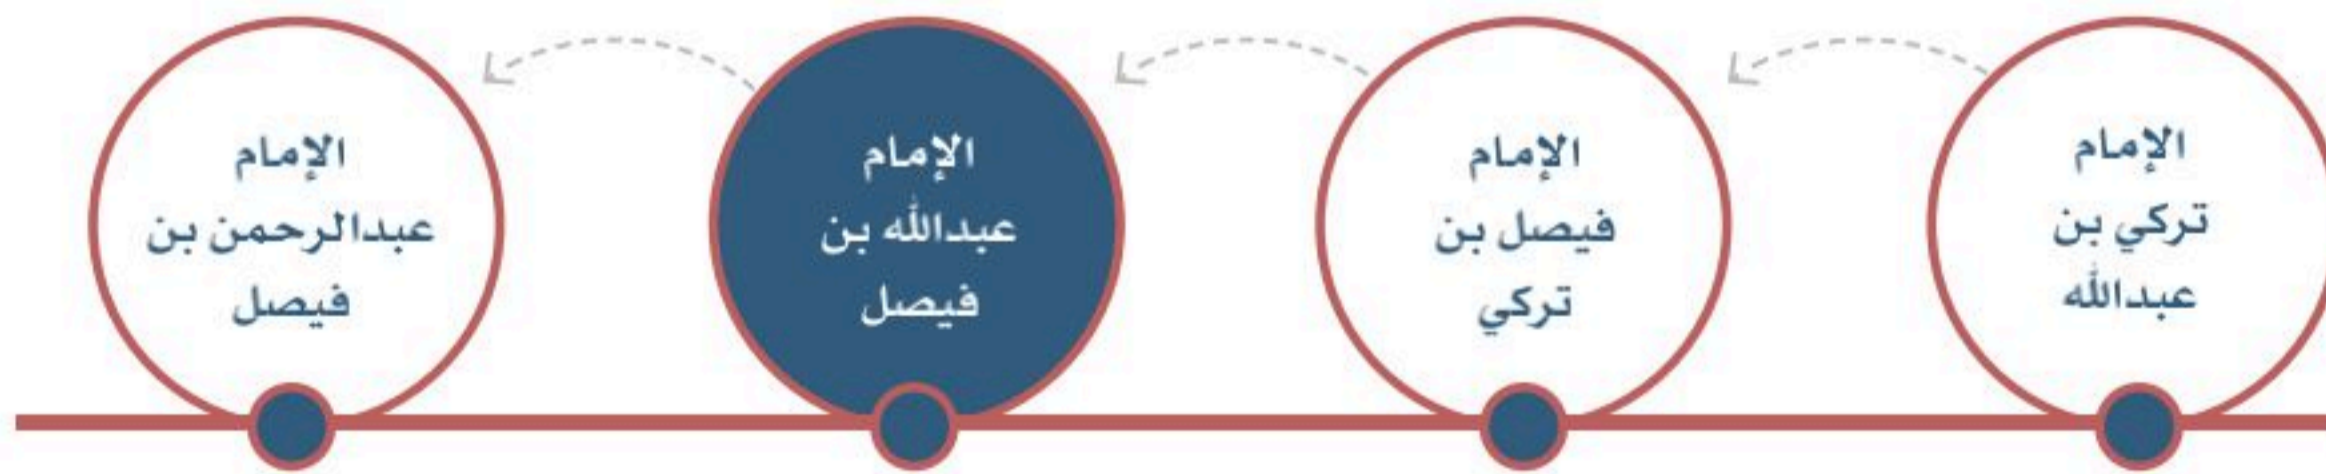 الإمام
تركي بن
عبدالله
الإمام
فيصل بن
تركي
الإمام
عبدالله بن
فيصل
الإمام
عبدالرحمن بن
فيصل